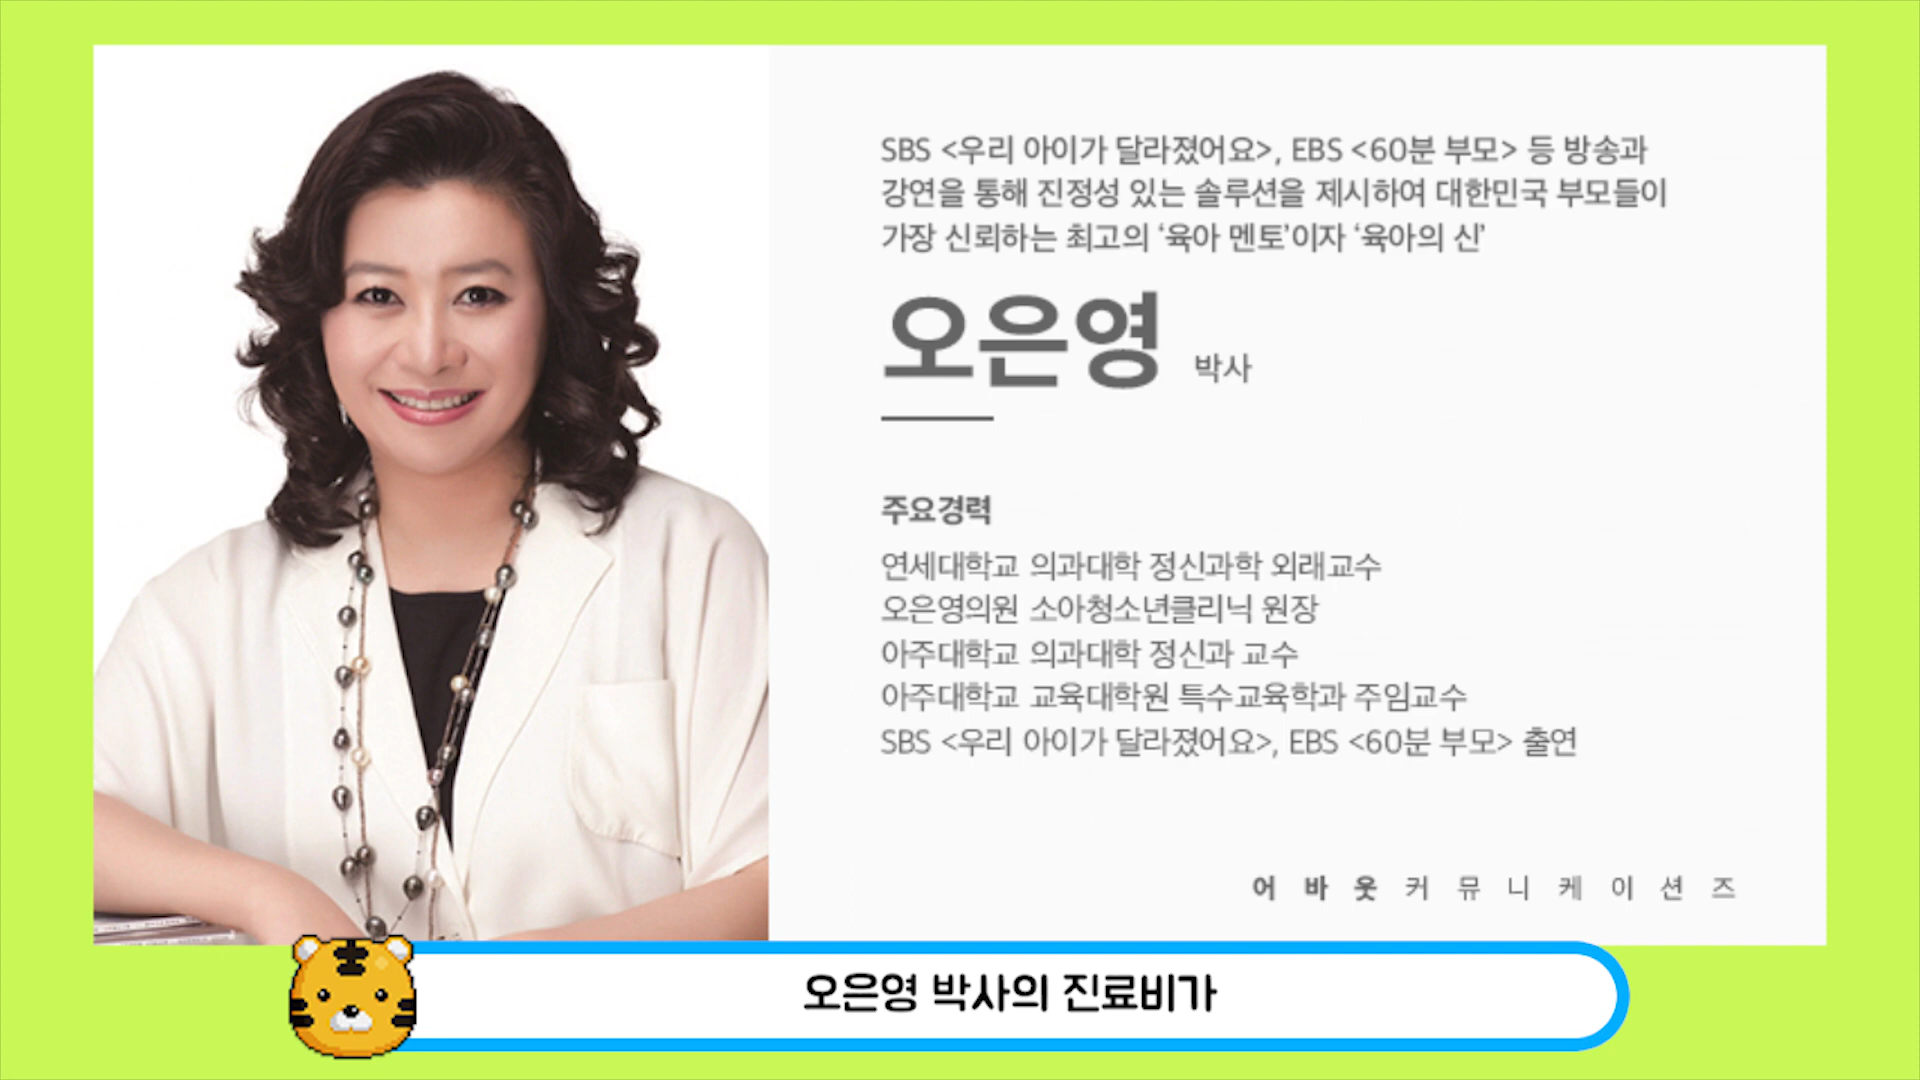 SBS <우리 아이가 달라졌어요>, EBS <60분 부모> 등 방송과
강연을 통해 진정성 있는 솔루션을 제시하여 대한민국 부모들이
가장 신뢰하는 최고의 ‘육아 멘토’이자 ‘육아의 신’
오은영 박사
주요경력
연세대학교 의과대학 정신과학 외래교수
오은영의원 소아청소년클리닉 원장
아주대학교 의과대학 정신과 교수
아주대학교 교육대학원 특수교육학과 주임교수
SBS <우리 아이가 달라졌어요>, EBS <60분 부모> 출연
어바웃커뮤니케이션즈
오은영 박사의 진료비가